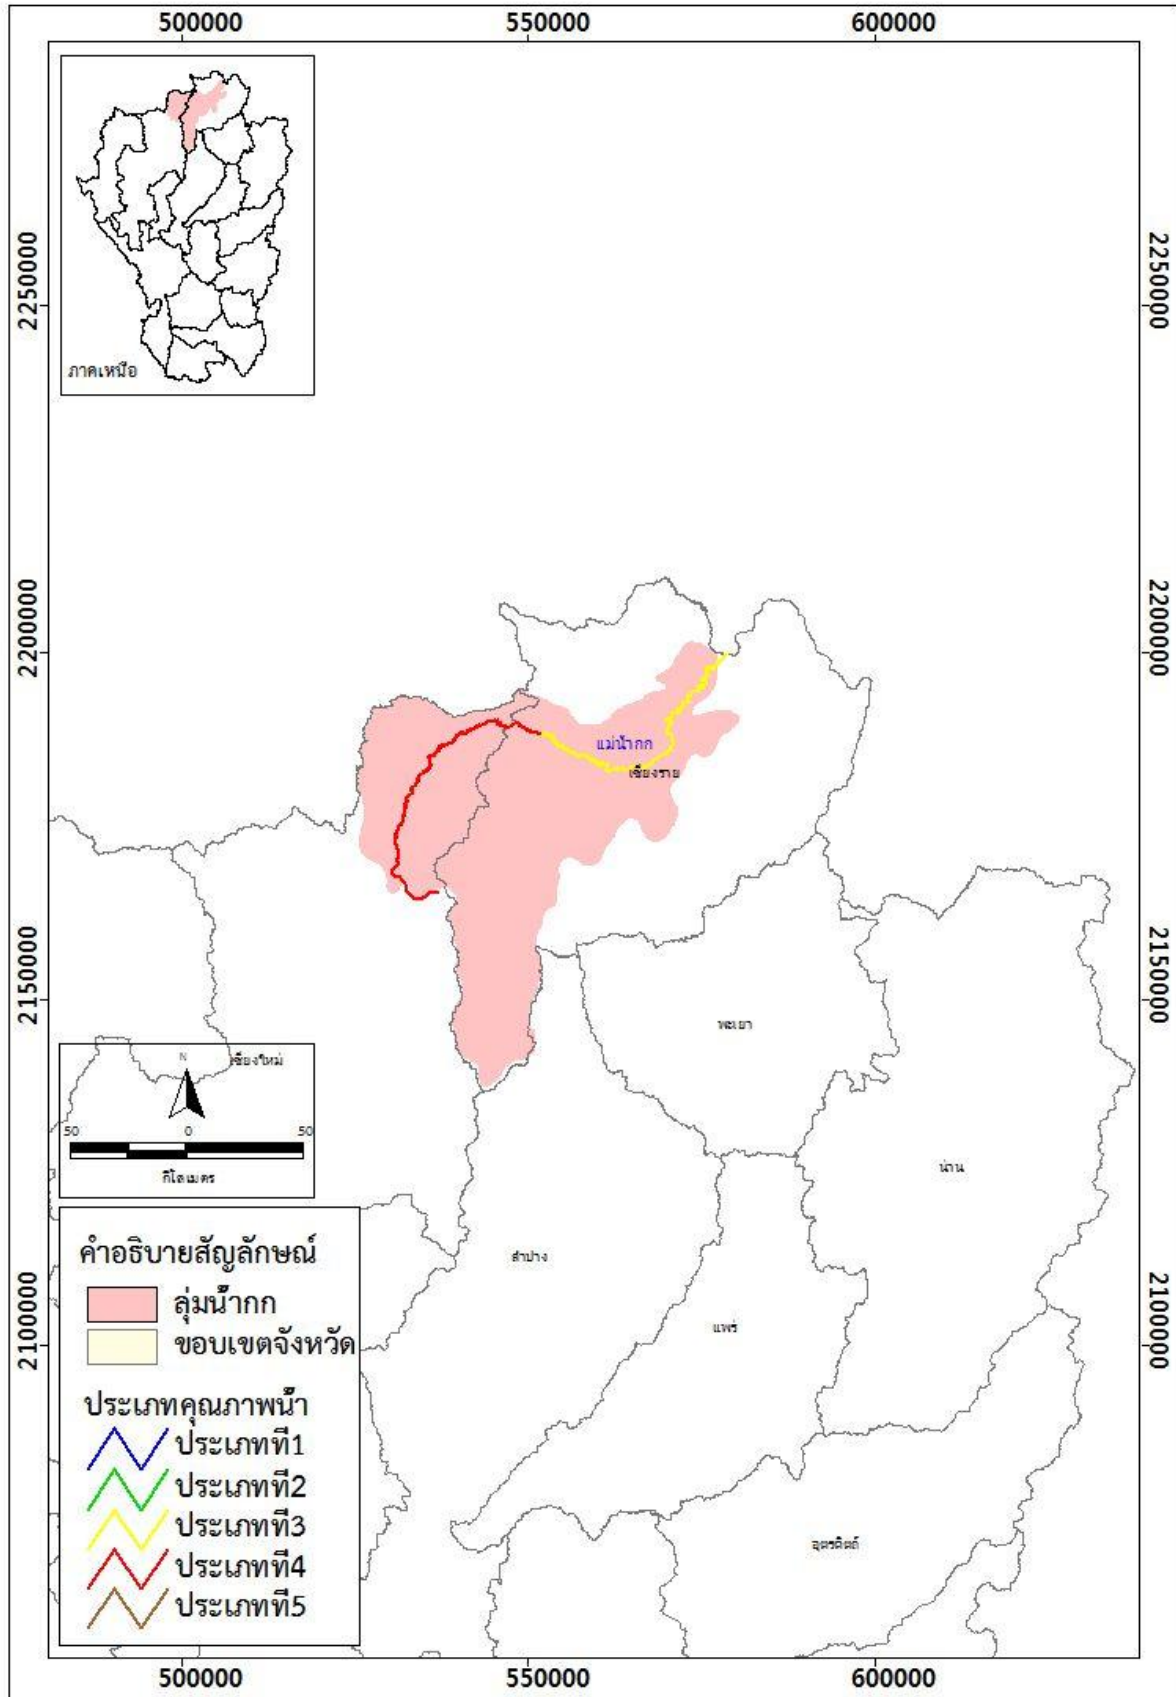 500000
550000
600000
ภาคเหนือ
2250000
2250000
2200000
2200000
แม่น้ำกก
เชียงราย
2150000
2150000
พะเยา
เชียงใหม่
N
50
0
50
กิโลเมตร
น่าน
ลำปาง
แพร่
อุตรดิตถ์
2100000
2100000
คำอธิบายสัญลักษณ์
ลุ่มน้ำกก
ขอบเขตจังหวัด
ประเภทคุณภาพน้ำ
ประเภทที่1
ประเภทที่2
ประเภทที่3
ประเภทที่4
ประเภทที่5
500000
550000
600000